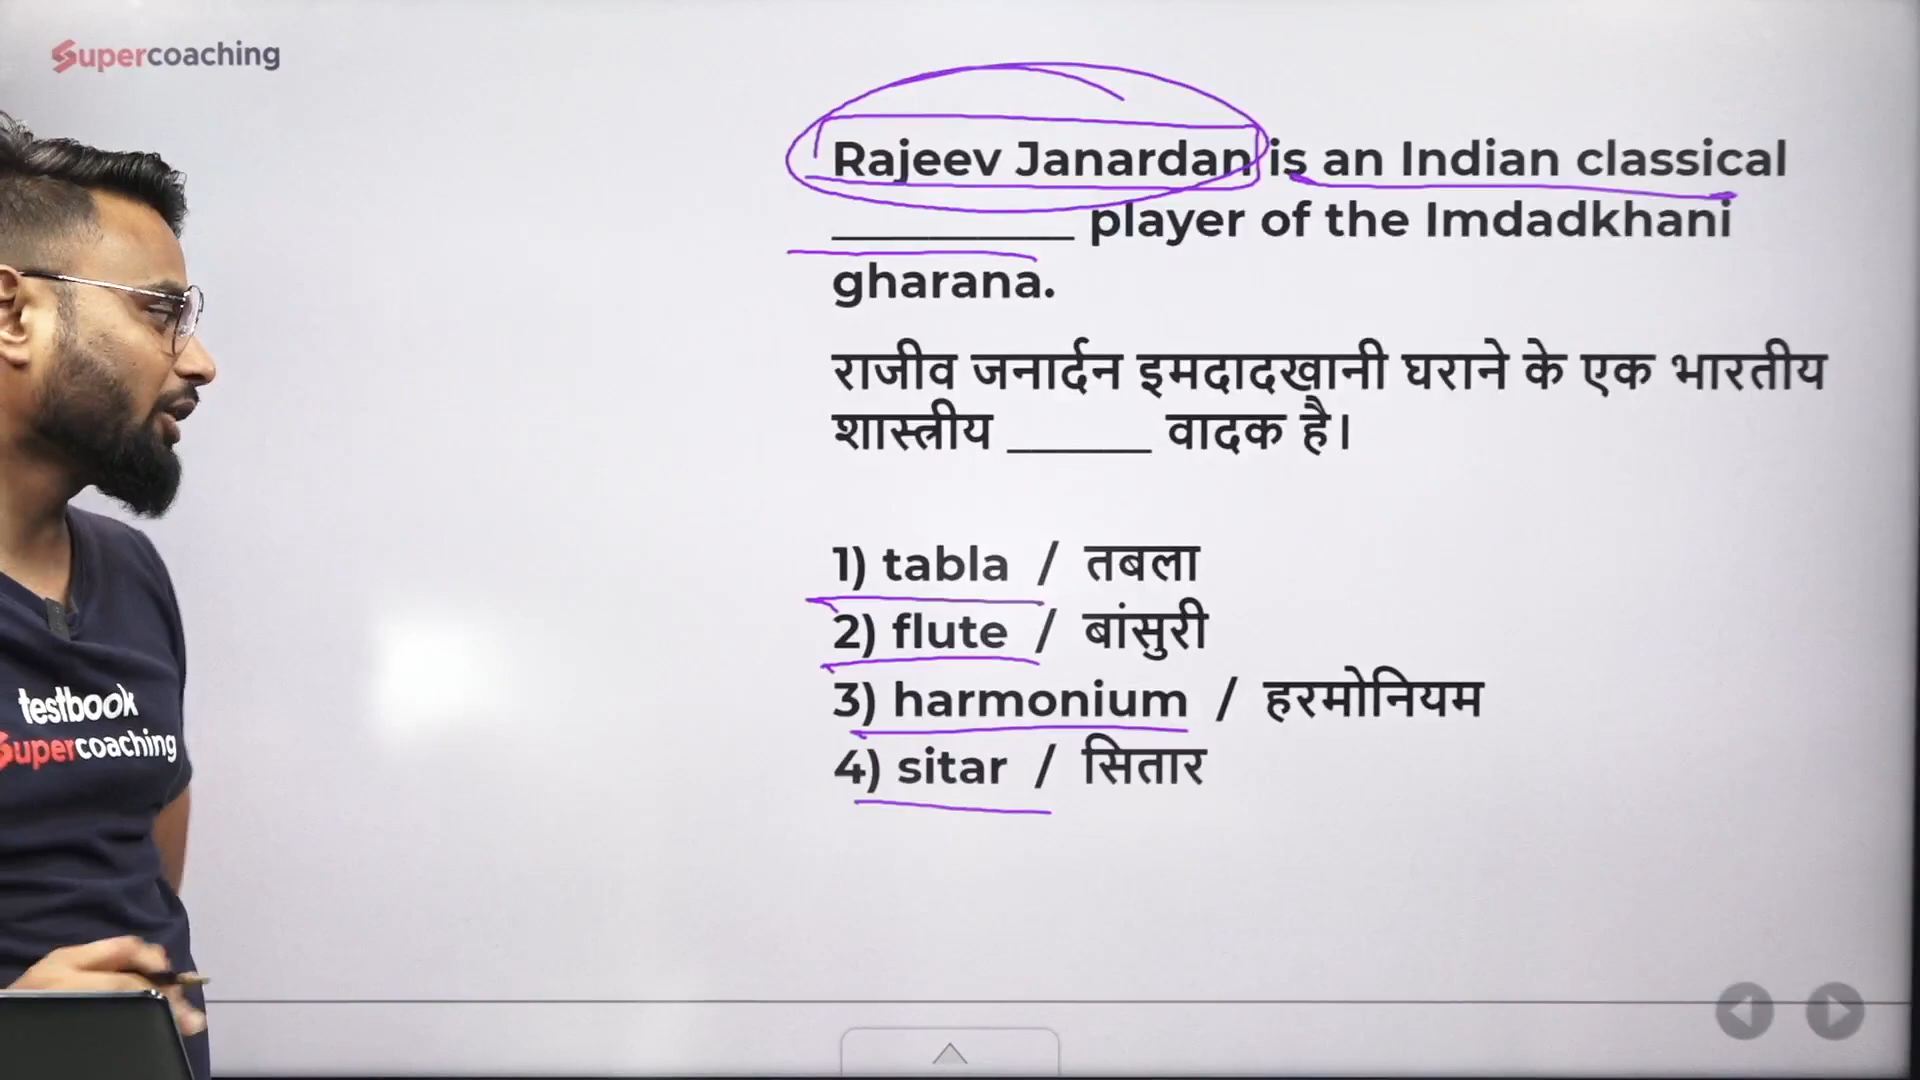 Supercoaching
Rajeev Janardan is an Indian classical
__________ player of the Imdadkhani
gharana.
राजीव जनार्दन इमदादखानी घराने के एक भारतीय
शास्त्रीय ______ वादक है।
1) tabla / तबला
2) flute / बांसुरी
3) harmonium / हरमोनियम
4) sitar / सितार
testbook
Supercoaching